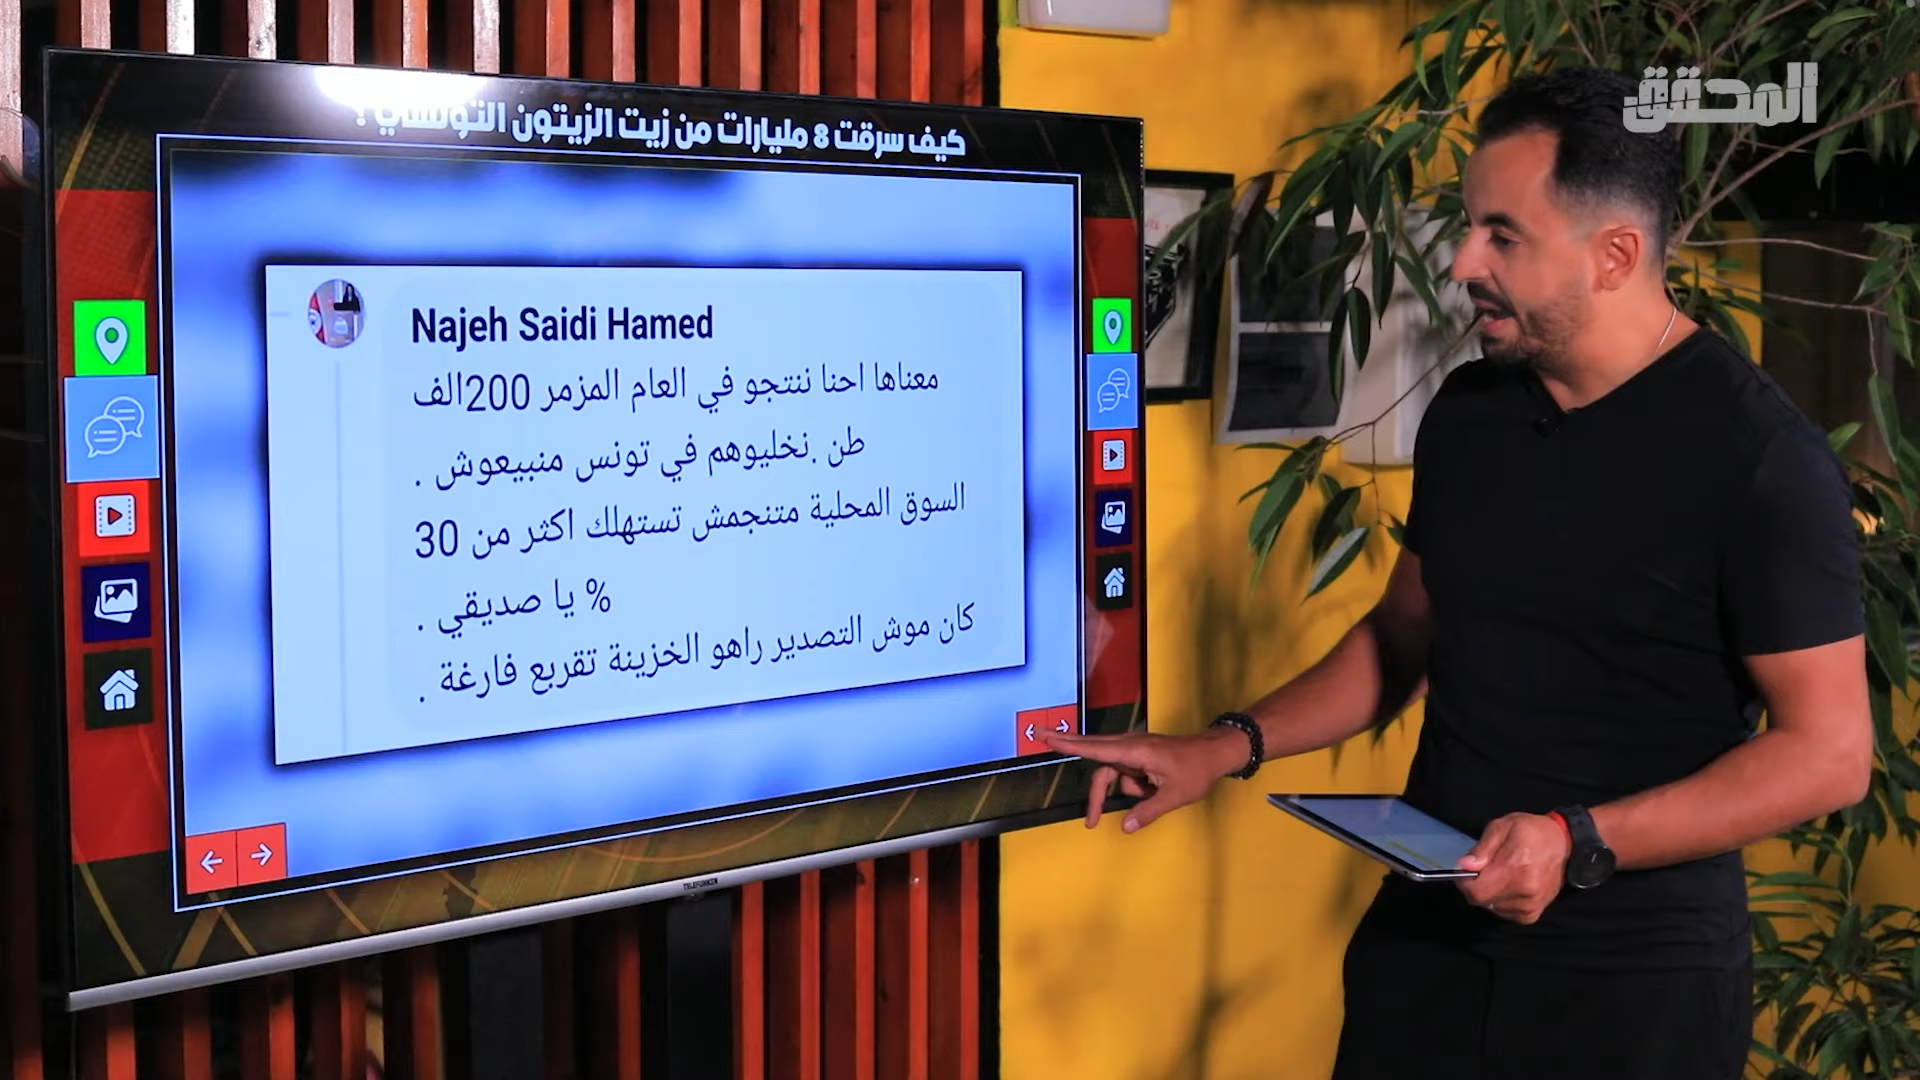 المحقق
كيف سرقت 8 مليارات من زيت الزيتون التونسي ؟
Najeh Saidi Hamed
معناها احنا ننتجو في العام المزمر 200الف
طن .نخليوهم في تونس منبيعوش .
السوق المحلية متنجمش تستهلك اكثر من 30
% يا صديقي .
كان موش التصدير راهو الخزينة تقربع فارغة .
TELEFUNKEN